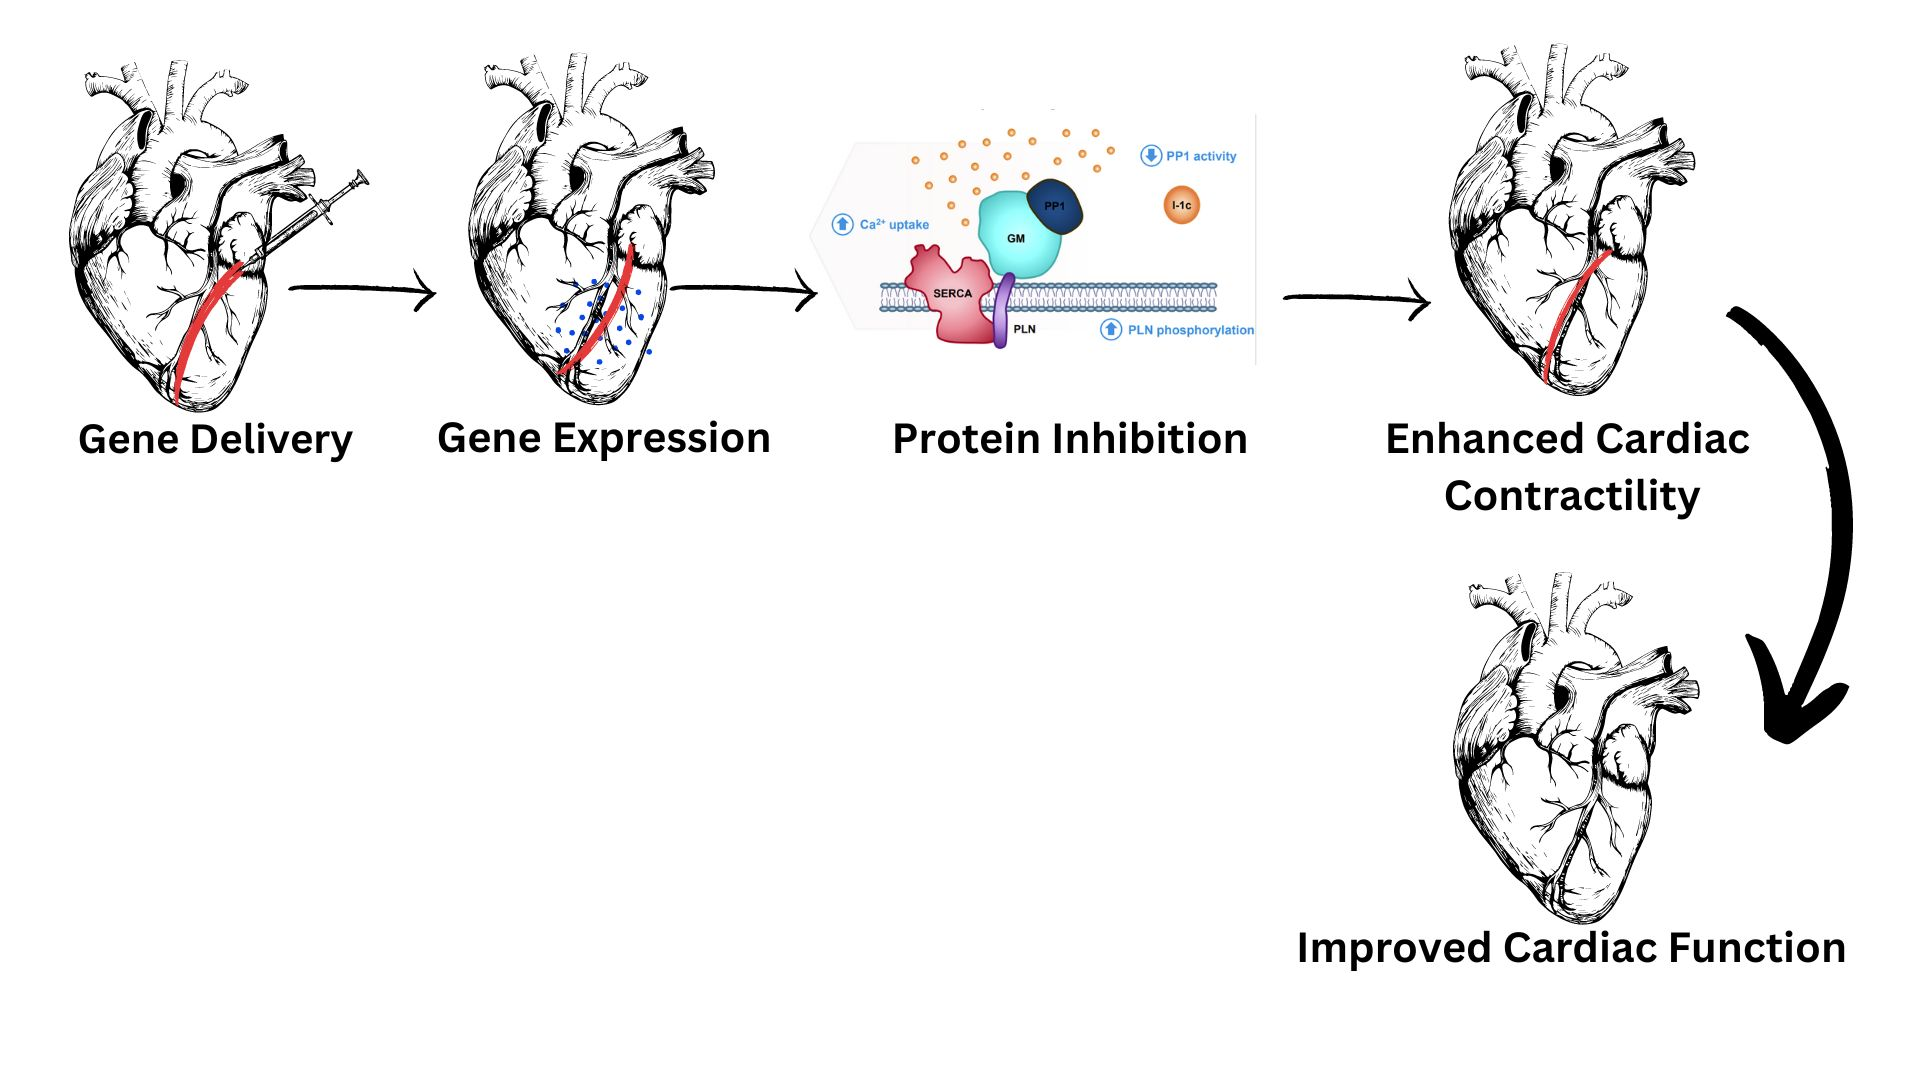 PP1 activity
PP1
I-1c
Ca²⁺ uptake
GM
SERCA
PLN
PLN phosphorylation
Gene Delivery
Gene Expression
Protein Inhibition
Enhanced Cardiac
Contractility
Improved Cardiac Function